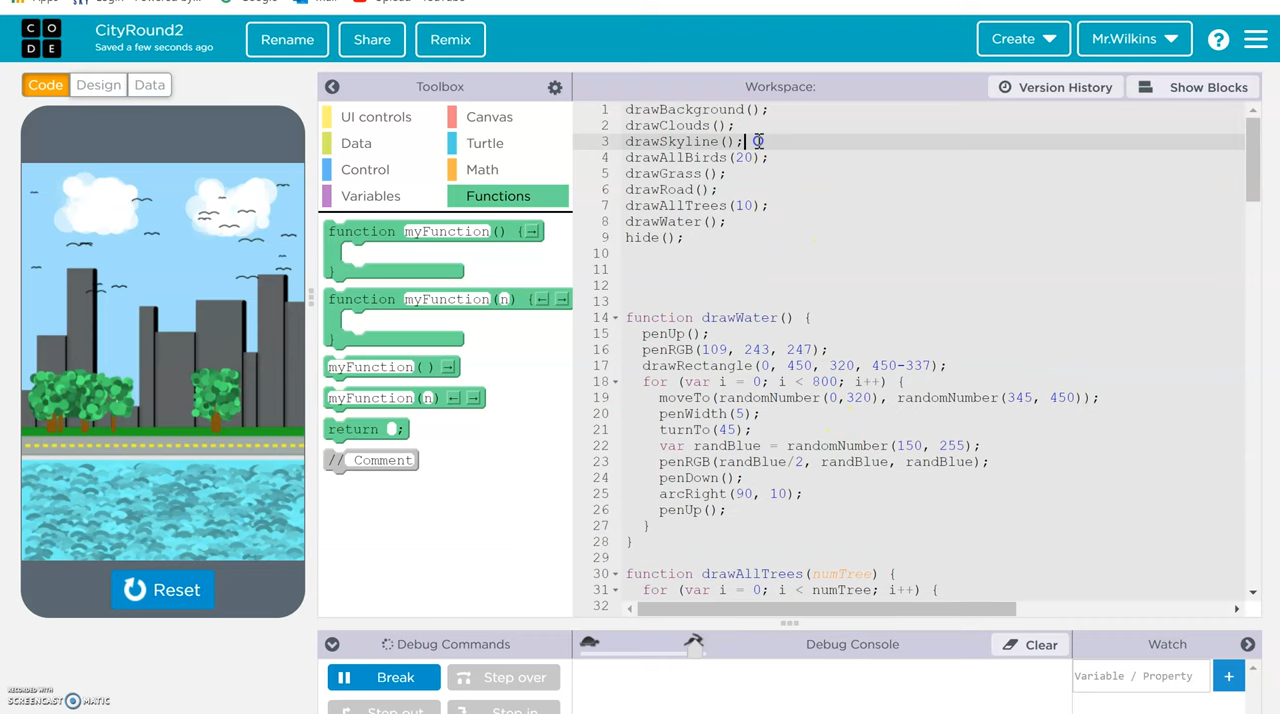 CODE
CityRound2
Saved a few seconds ago
Rename
Share
Remix
Create
Mr.Wilkins
?
Code
Design
Data
Toolbox
Workspace:
Version History
Show Blocks
UI controls
Canvas
Data
Turtle
Control
Math
Variables
Functions
function myFunction() {
}
function myFunction(n) {
}
myFunction()
myFunction(n)
return ;
// Comment
1 drawBackground();
2 drawClouds();
3 drawSkyline();
4 drawAllBirds(20);
5 drawGrass();
6 drawRoad();
7 drawAllTrees(10);
8 drawWater();
9 hide();
10
11
12
13
14 function drawWater() {
15 penUp();
16 penRGB(109, 243, 247);
17 drawRectangle(0, 450, 320, 450-337);
18 for (var i = 0; i < 800; i++) {
19 moveTo(randomNumber(0,320), randomNumber(345, 450));
20 penWidth(5);
21 turnTo(45);
22 var randBlue = randomNumber(150, 255);
23 penRGB(randBlue/2, randBlue, randBlue);
24 penDown();
25 arcRight(90, 10);
26 penUp();
27 }
28 }
29
30 function drawAllTrees(numTree) {
31 for (var i = 0; i < numTree; i++) {
32
Reset
Debug Commands
Debug Console
Clear
Watch
Break
Step over
Variable / Property
+
Step out
Step in
RECORDED WITH
SCREENCAST MATIC